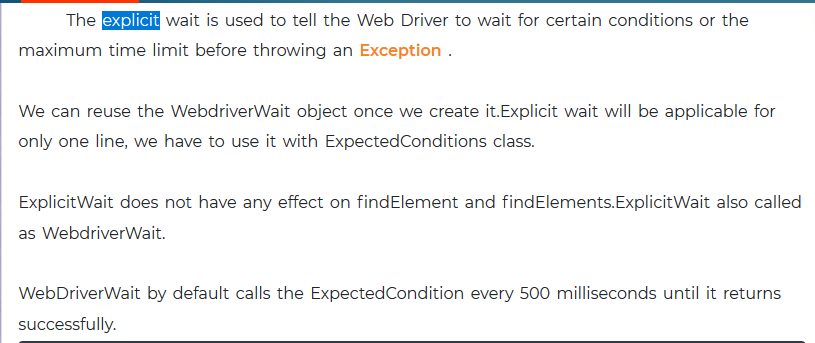 The explicit wait is used to tell the Web Driver to wait for certain conditions or the
maximum time limit before throwing an Exception .
We can reuse the WebdriverWait object once we create it.Explicit wait will be applicable for
only one line, we have to use it with ExpectedConditions class.
ExplicitWait does not have any effect on findElement and findElements.ExplicitWait also called
as WebdriverWait.
WebDriverWait by default calls the ExpectedCondition every 500 milliseconds until it returns
successfully.